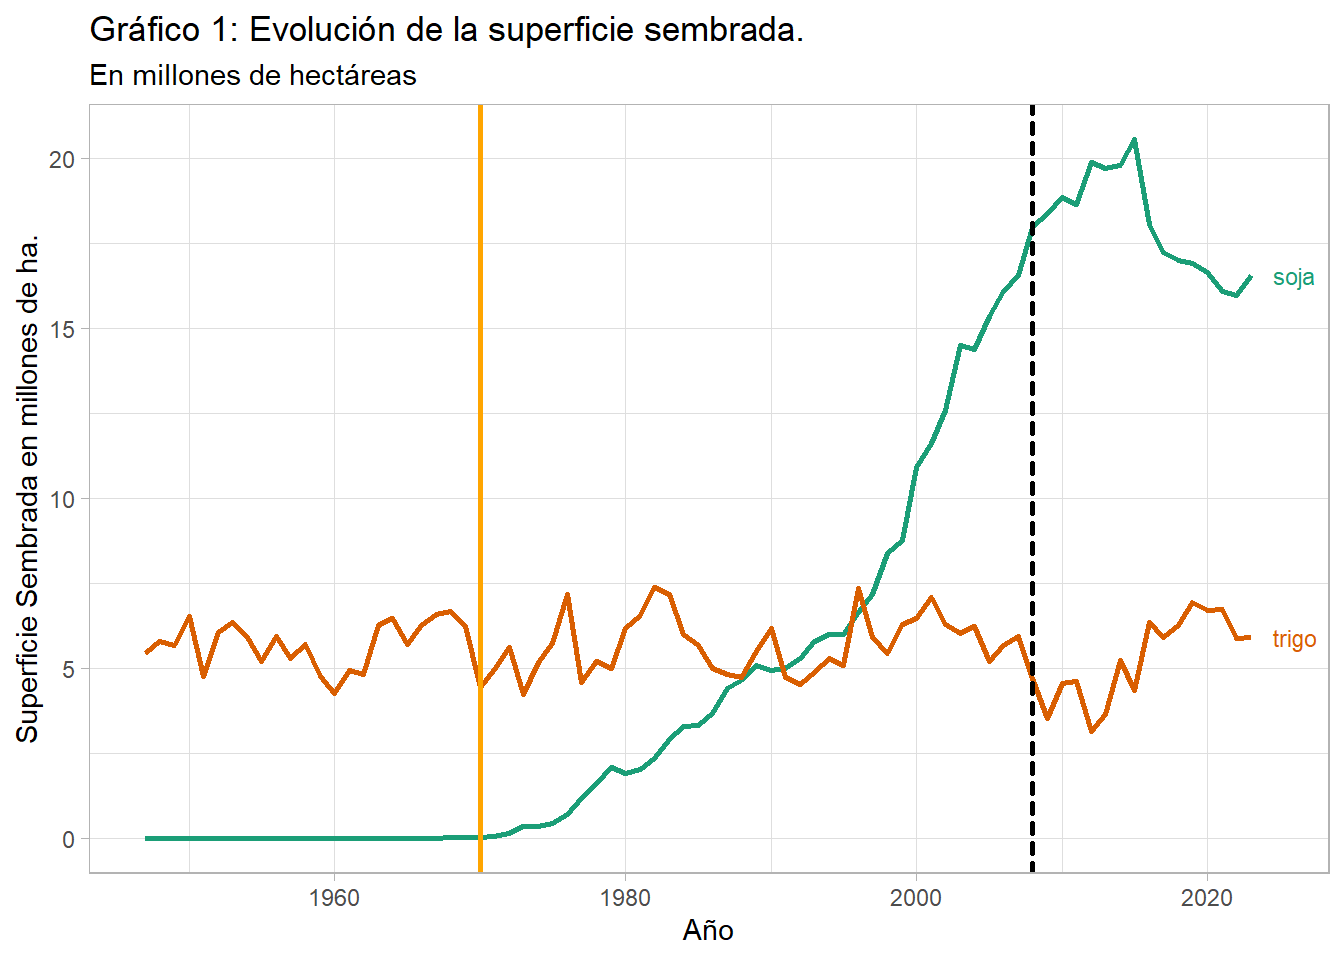 Gráfico 1: Evolución de la superficie sembrada.
En millones de hectáreas
Superficie Sembrada en millones de ha.
20
15
10
5
0
soja
trigo
1960
1980
2000
2020
Año